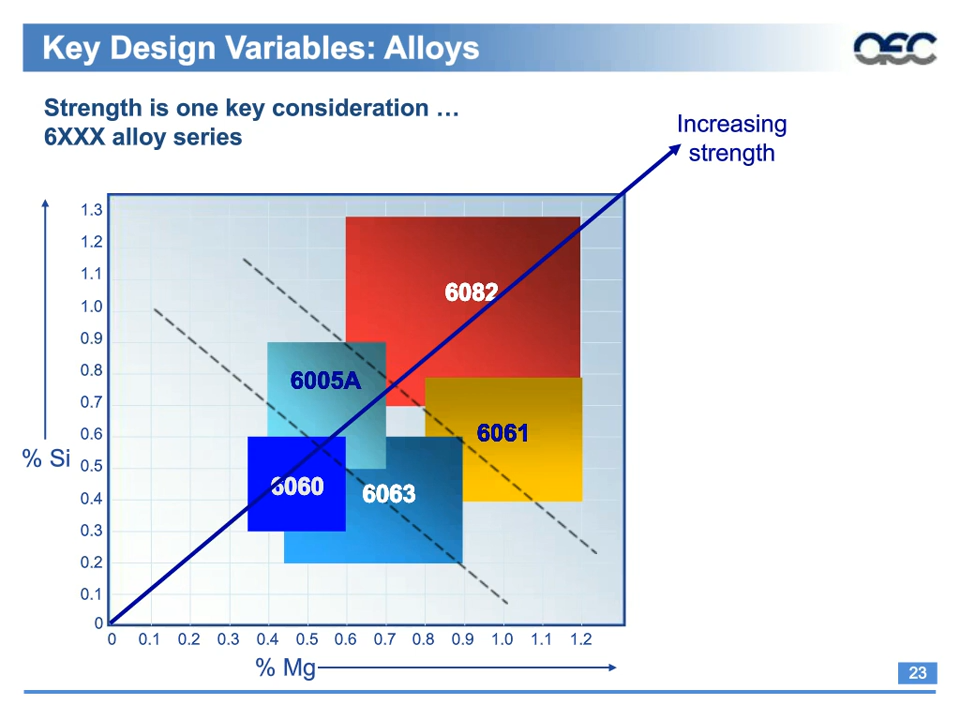 Key Design Variables: Alloys
AEC
Strength is one key consideration …
6XXX alloy series
Increasing
strength
1.3
1.2
1.1
1.0
0.9
0.8
0.7
0.6
0.5
0.4
0.3
0.2
0.1
0
% Si
6082
6005A
6061
6060
6063
0 0.1 0.2 0.3 0.4 0.5 0.6 0.7 0.8 0.9 1.0 1.1 1.2
% Mg
23